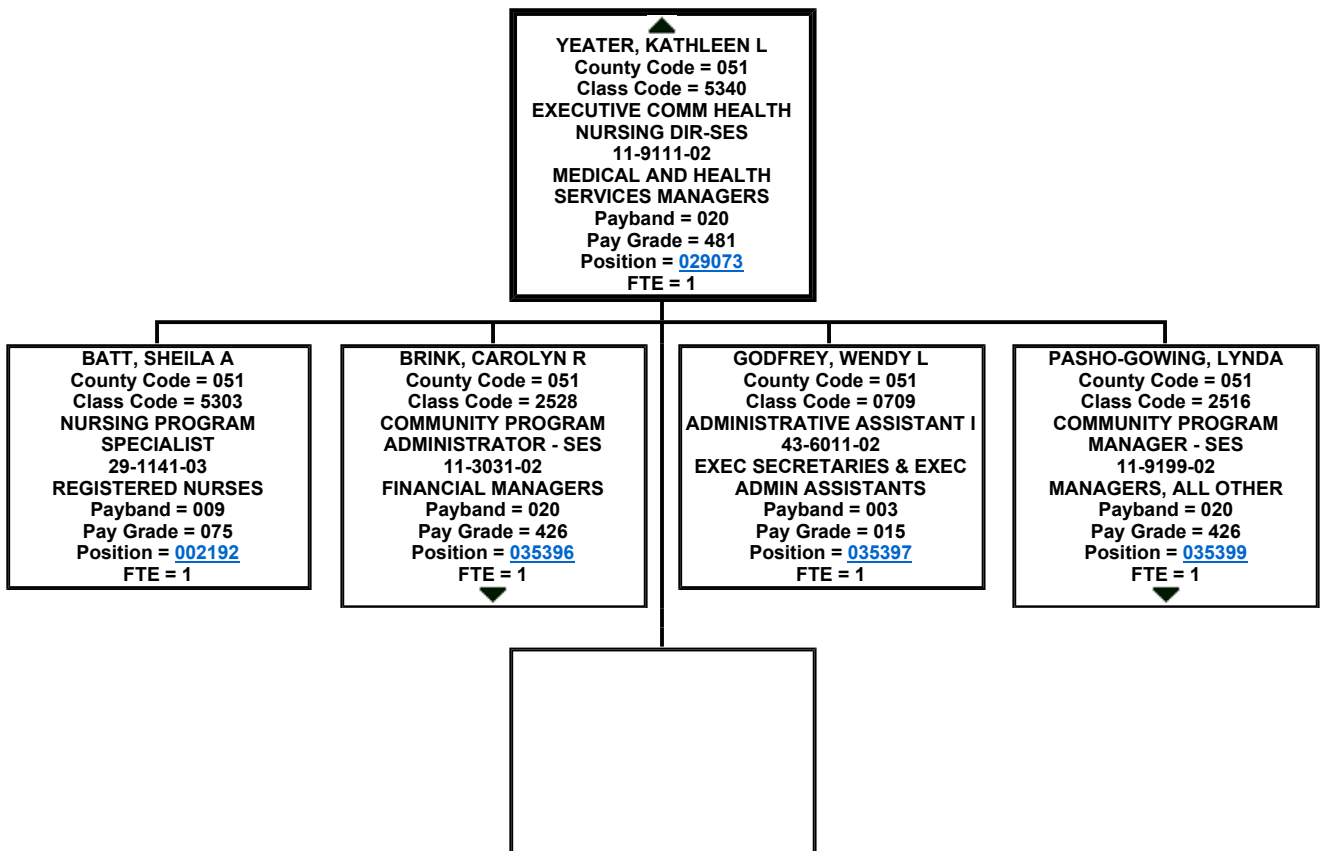 YEATER, KATHLEEN L
County Code = 051
Class Code = 5340
EXECUTIVE COMM HEALTH
NURSING DIR-SES
11-9111-02
MEDICAL AND HEALTH
SERVICES MANAGERS
Payband = 020
Pay Grade = 481
Position = 029073
FTE = 1
BATT, SHEILA A
County Code = 051
Class Code = 5303
NURSING PROGRAM
SPECIALIST
29-1141-03
REGISTERED NURSES
Payband = 009
Pay Grade = 075
Position = 002192
FTE = 1
BRINK, CAROLYN R
County Code = 051
Class Code = 2528
COMMUNITY PROGRAM
ADMINISTRATOR - SES
11-3031-02
FINANCIAL MANAGERS
Payband = 020
Pay Grade = 426
Position = 035396
FTE = 1
GODFREY, WENDY L
County Code = 051
Class Code = 0709
ADMINISTRATIVE ASSISTANT I
43-6011-02
EXEC SECRETARIES & EXEC
ADMIN ASSISTANTS
Payband = 003
Pay Grade = 015
Position = 035397
FTE = 1
PASHO-GOWING, LYNDA
County Code = 051
Class Code = 2516
COMMUNITY PROGRAM
MANAGER - SES
11-9199-02
MANAGERS, ALL OTHER
Payband = 020
Pay Grade = 426
Position = 035399
FTE = 1